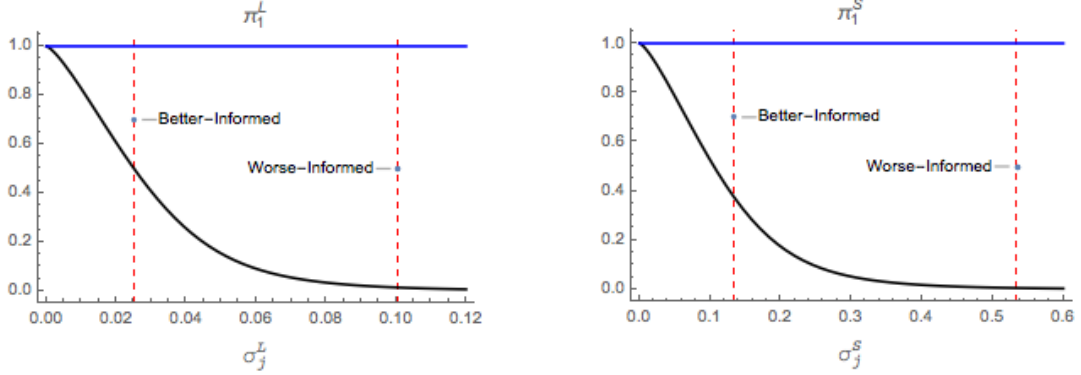 π₁ᴸ
1.0
0.8
Better-Informed
0.6
Worse-Informed
0.4
0.2
0.0
0.00 0.02 0.04 0.06 0.08 0.10 0.12
σⱼᴸ
π₁ˢ
1.0
0.8
Better-Informed
0.6
Worse-Informed
0.4
0.2
0.0
0.0 0.1 0.2 0.3 0.4 0.5 0.6
σⱼˢ